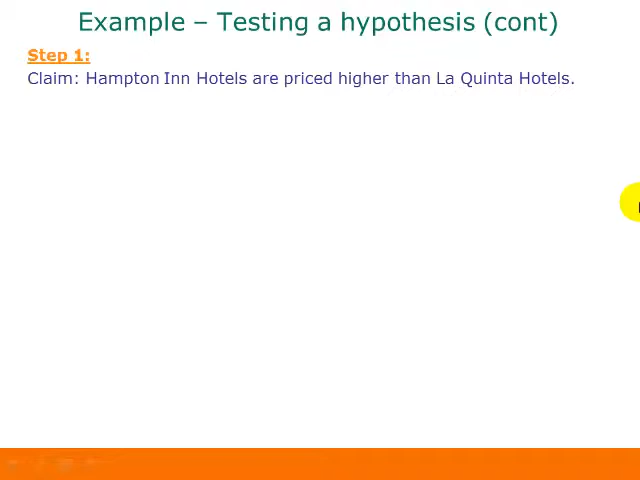 Example – Testing a hypothesis (cont)
Step 1:
Claim: Hampton Inn Hotels are priced higher than La Quinta Hotels.